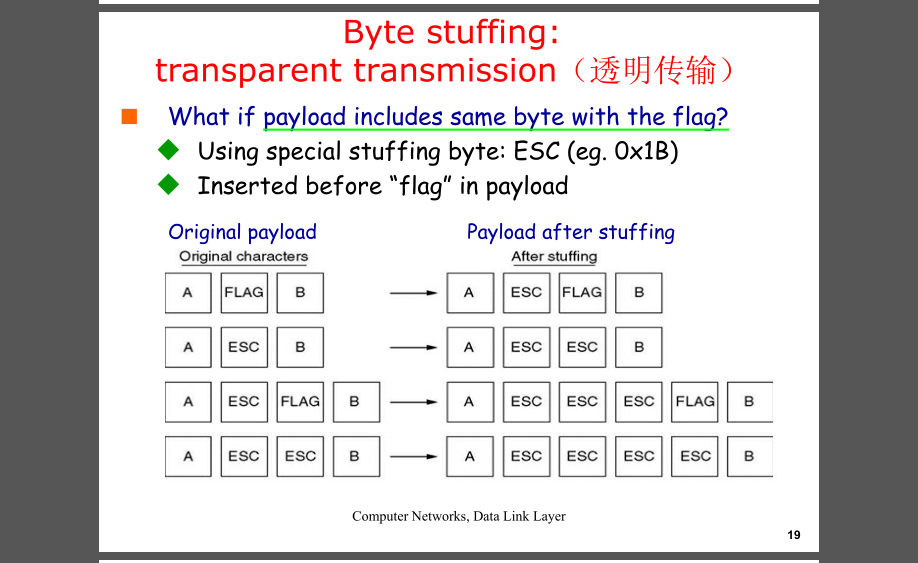 Byte stuffing:
transparent transmission（透明传输）
What if payload includes same byte with the flag?
Using special stuffing byte: ESC (eg. 0x1B)
Inserted before “flag” in payload
Original payload Payload after stuffing
Original characters After stuffing
A FLAG B A ESC FLAG B
A ESC B A ESC ESC B
A ESC FLAG B A ESC ESC ESC FLAG B
A ESC ESC B A ESC ESC ESC ESC B
Computer Networks, Data Link Layer
19